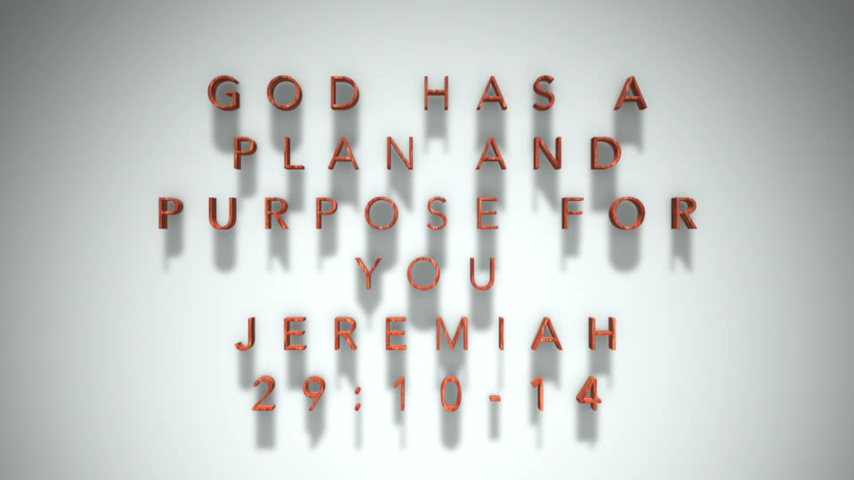 GOD HAS A
PLAN AND
PURPOSE FOR
YOU
JEREMIAH
29:10-14